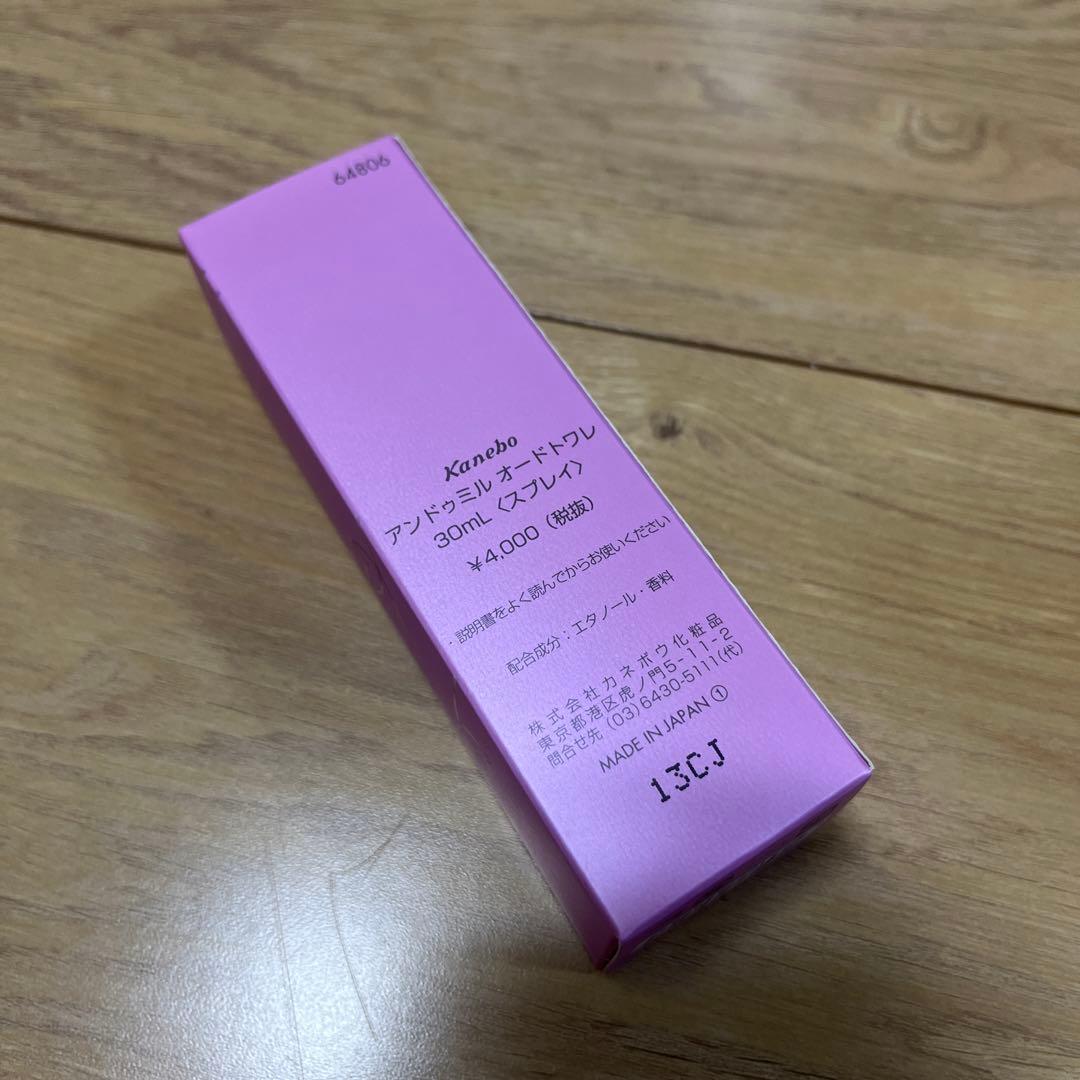 64806
Kanebo
アンドゥミル オードトワレ
30mL〈スプレイ〉
￥4,000(税抜)
・説明書をよく読んでからお使いください
配合成分：エタノール・香料
株式会社カネボウ化粧品
東京都港区虎ノ門5-11-2
問合せ先 (03)6430-5111(代)
MADE IN JAPAN ①
13CJ